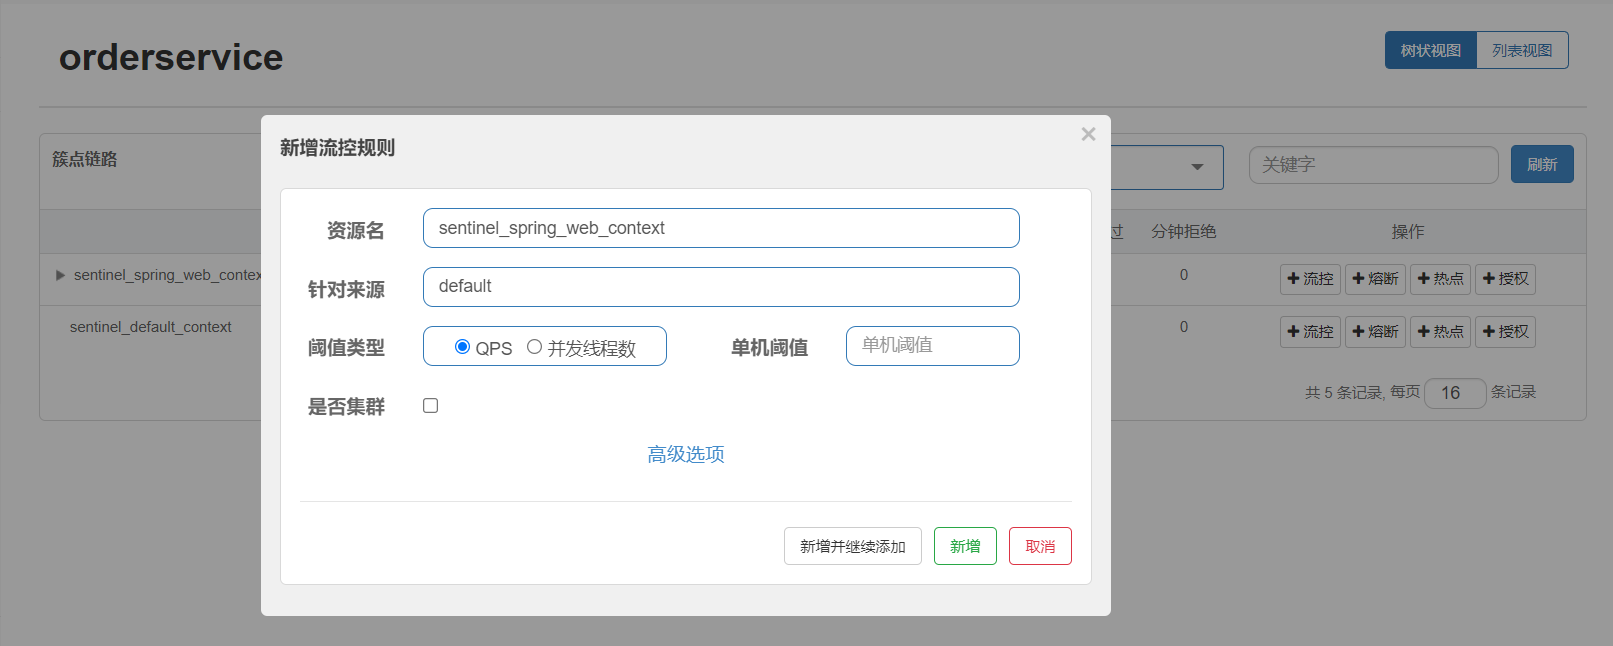 orderservice
树状视图 列表视图
新增流控规则 ×
簇点链路
关键字 刷新
资源名 sentinel_spring_web_context
过 分钟拒绝 操作
sentinel_spring_web_contex
0 流控 熔断 热点 授权
针对来源 default
sentinel_default_context
0 流控 熔断 热点 授权
阈值类型 QPS 并发线程数 单机阈值 单机阈值
共 5 条记录, 每页 16 条记录
是否集群
高级选项
新增并继续添加 新增 取消